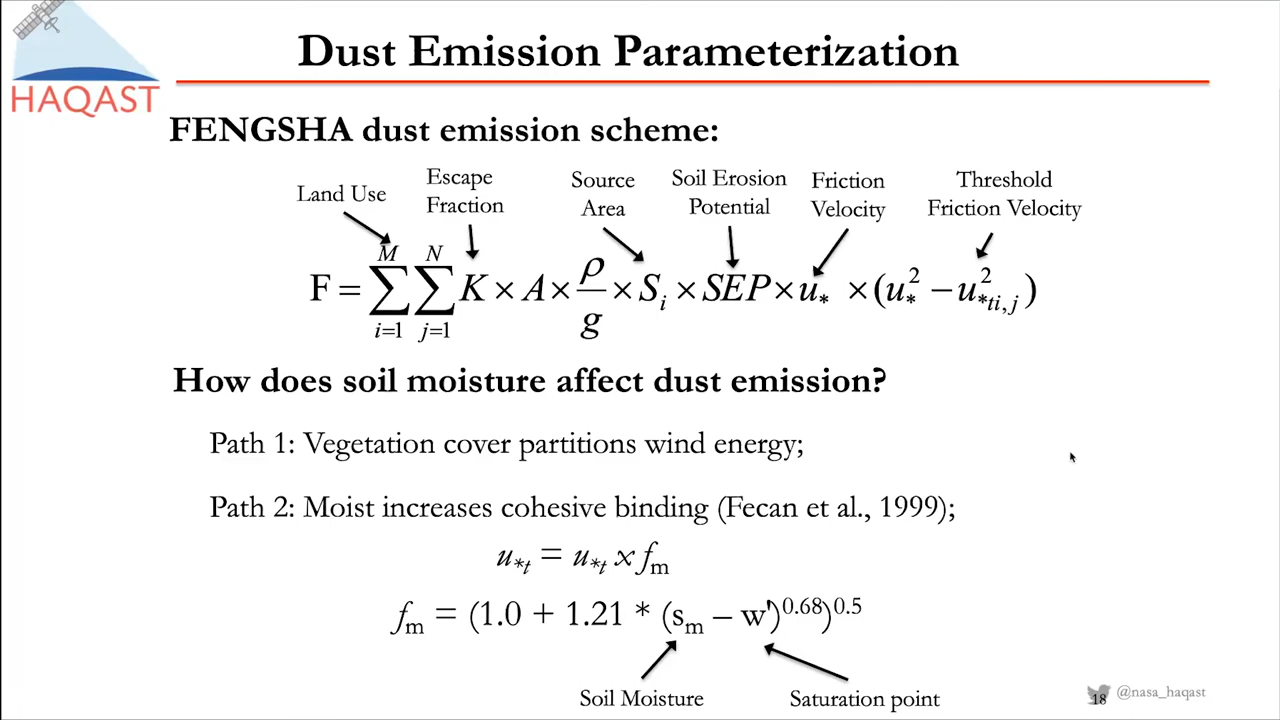 Dust Emission Parameterization
HAQAST
FENGSHA dust emission scheme:
Land Use
Escape
Fraction
Source
Area
Soil Erosion
Potential
Friction
Velocity
Threshold
Friction Velocity
F = ∑_{i=1}^{M} ∑_{j=1}^{N} K × A × ρ/g × S_i × SEP × u_* × (u_*^2 − u_{*ti,j}^2)
How does soil moisture affect dust emission?
Path 1: Vegetation cover partitions wind energy;
Path 2: Moist increases cohesive binding (Fecan et al., 1999);
u_{*t} = u_{*t} x f_m
f_m = (1.0 + 1.21 * (s_m – w')^{0.68})^{0.5}
Soil Moisture
Saturation point
18
@nasa_haqast